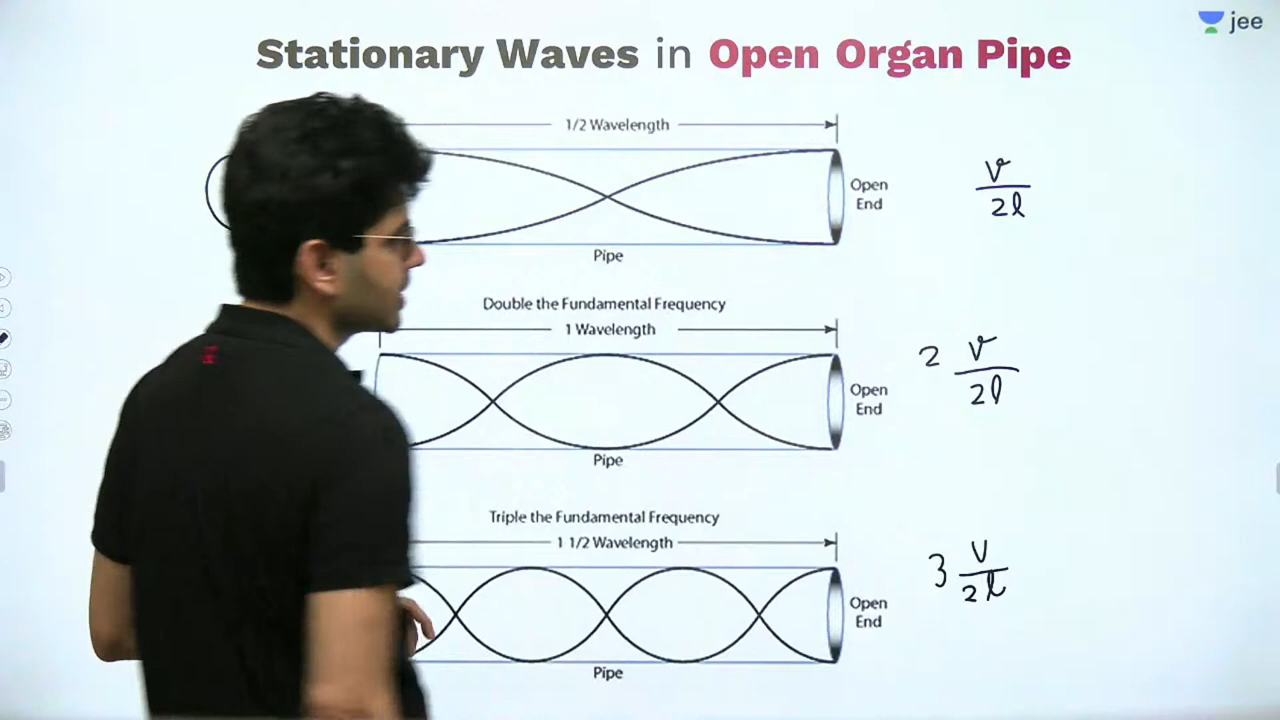 jee
Stationary Waves in Open Organ Pipe
1/2 Wavelength
Open
End
v
2l
Pipe
Double the Fundamental Frequency
1 Wavelength
Open
End
2 v
2l
Pipe
Triple the Fundamental Frequency
1 1/2 Wavelength
Open
End
3 v
2l
Pipe